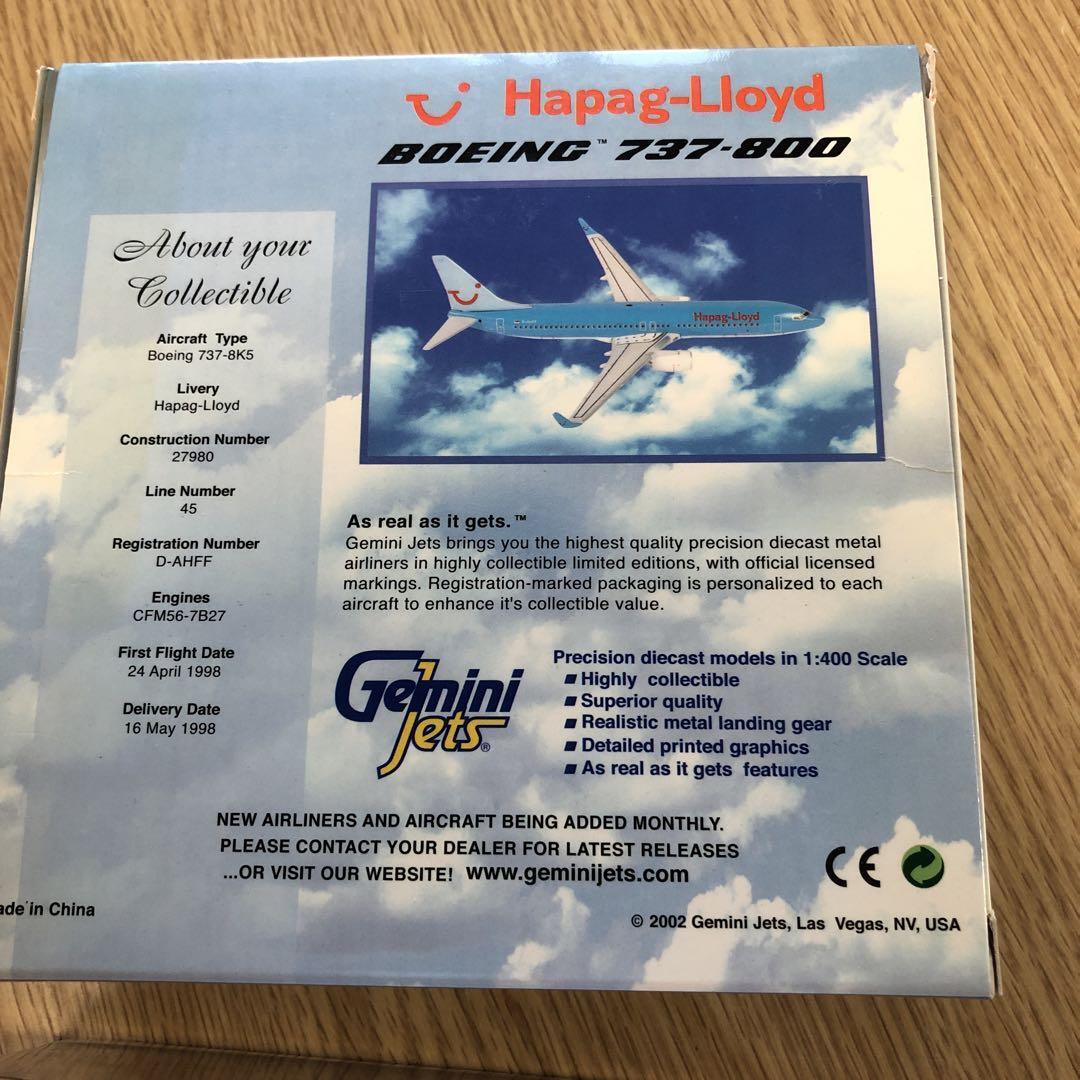 Hapag-Lloyd
BOEING™ 737-800
About your
Collectible
Aircraft Type
Boeing 737-8K5
Livery
Hapag-Lloyd
Construction Number
27980
Line Number
45
Registration Number
D-AHFF
Engines
CFM56-7B27
First Flight Date
24 April 1998
Delivery Date
16 May 1998
Hapag-Lloyd
As real as it gets.™
Gemini Jets brings you the highest quality precision diecast metal
airliners in highly collectible limited editions, with official licensed
markings. Registration-marked packaging is personalized to each
aircraft to enhance it's collectible value.
Gemini
Jets®
Precision diecast models in 1:400 Scale
Highly collectible
Superior quality
Realistic metal landing gear
Detailed printed graphics
As real as it gets features
NEW AIRLINERS AND AIRCRAFT BEING ADDED MONTHLY.
PLEASE CONTACT YOUR DEALER FOR LATEST RELEASES
...OR VISIT OUR WEBSITE! www.geminijets.com
CE
ade in China
© 2002 Gemini Jets, Las Vegas, NV, USA